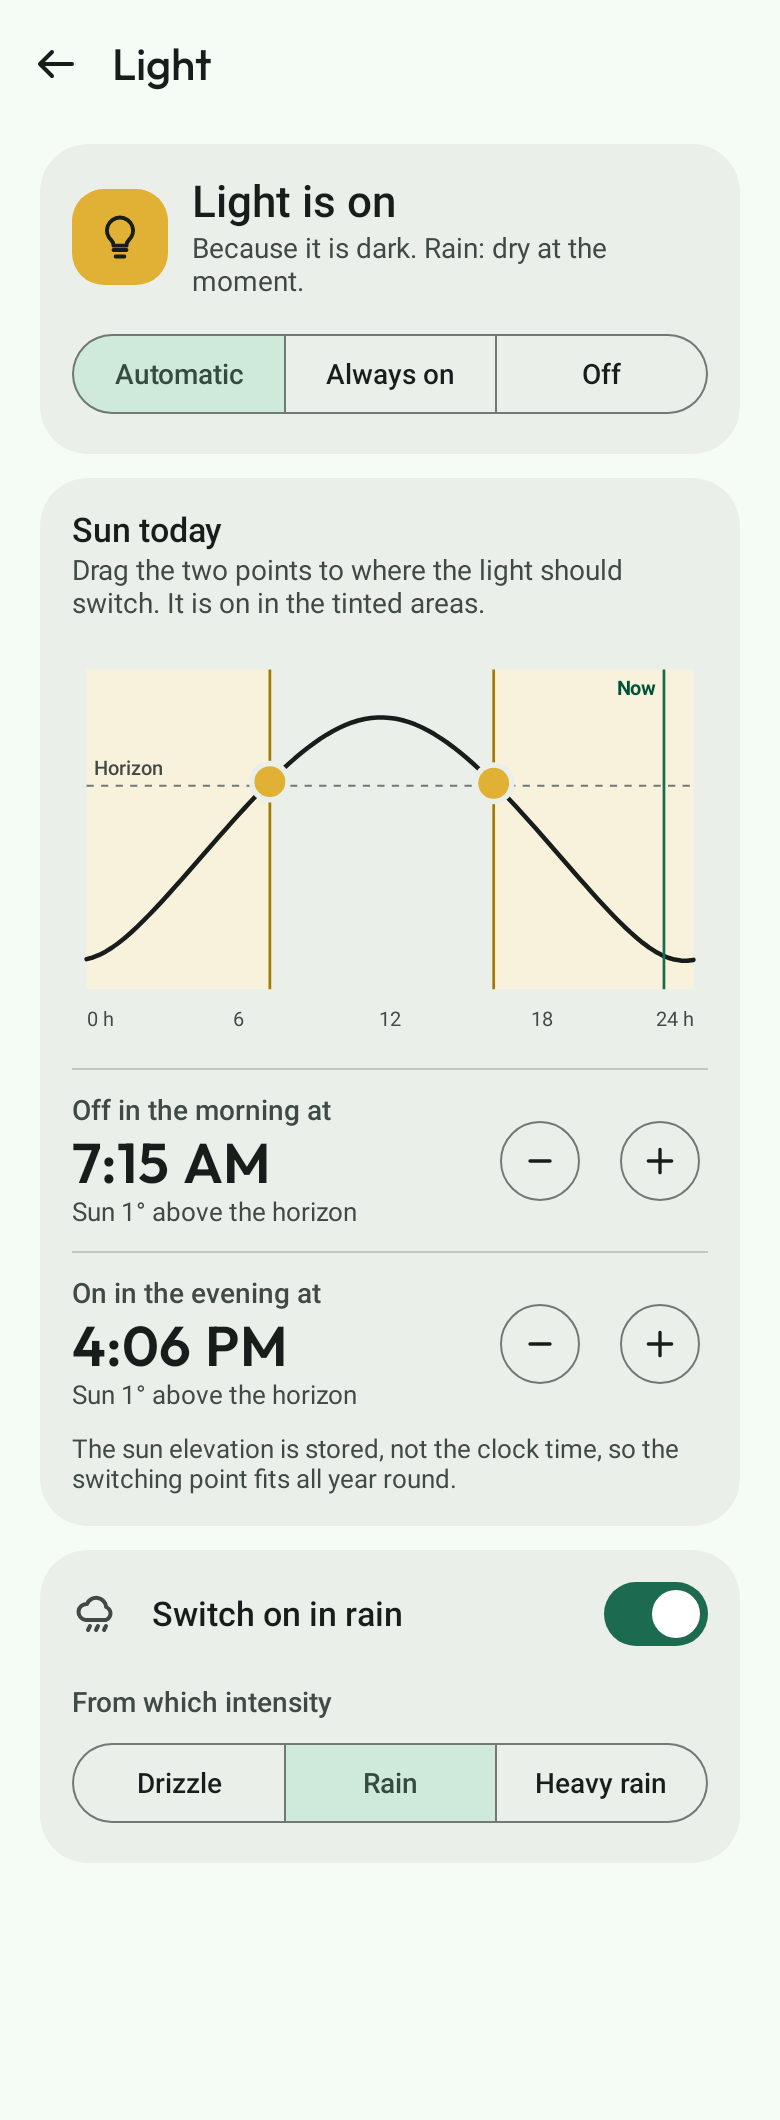 Light
Light is on
Because it is dark. Rain: dry at the
moment.
Automatic
Always on
Off
Sun today
Drag the two points to where the light should
switch. It is on in the tinted areas.
Now
Horizon
0 h
6
12
18
24 h
Off in the morning at
7:15 AM
Sun 1° above the horizon
On in the evening at
4:06 PM
Sun 1° above the horizon
The sun elevation is stored, not the clock time, so the
switching point fits all year round.
Switch on in rain
From which intensity
Drizzle
Rain
Heavy rain